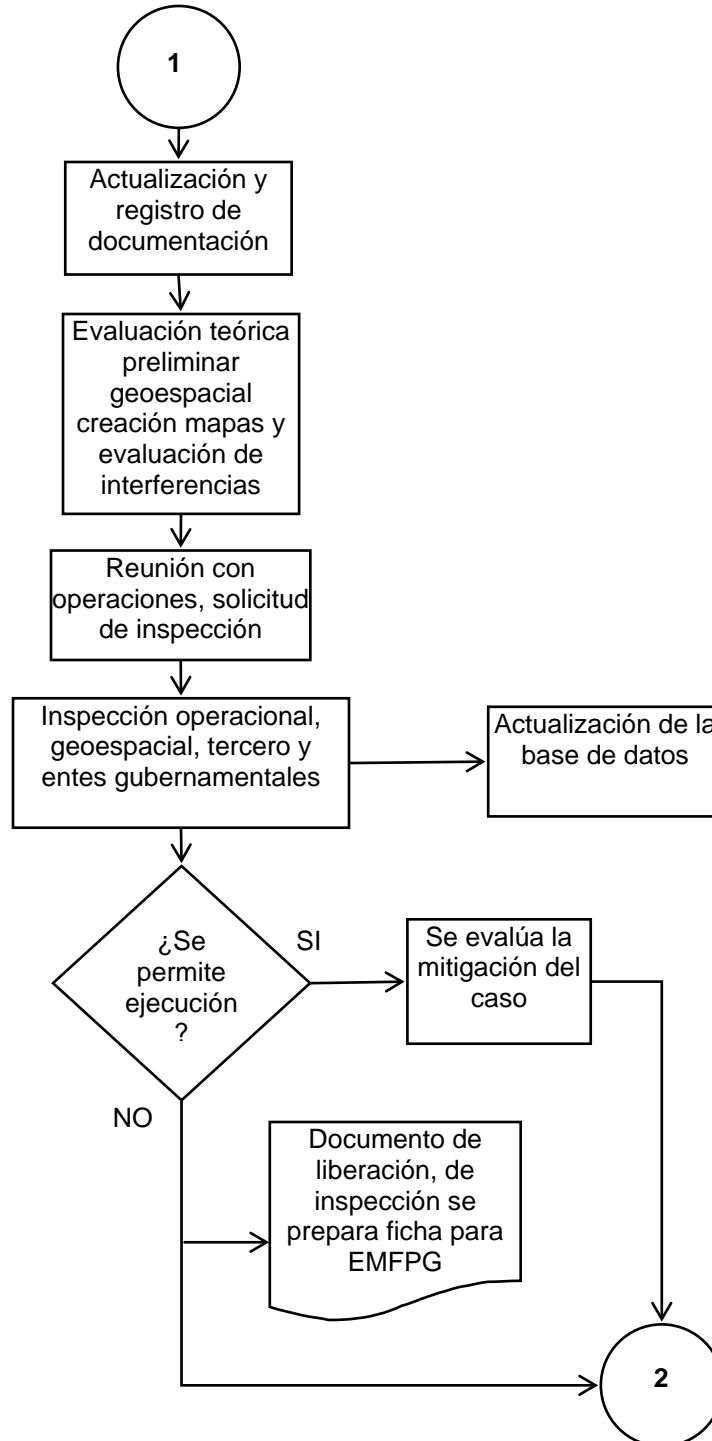 1
Actualización y
registro de
documentación
Evaluación teórica
preliminar
geoespacial
creación mapas y
evaluación de
interferencias
Reunión con
operaciones, solicitud
de inspección
Inspección operacional,
geoespacial, tercero y
entes gubernamentales
Actualización de la
base de datos
¿Se
permite
ejecución
?
SI
Se evalúa la
mitigación del
caso
NO
Documento de
liberación, de
inspección se
prepara ficha para
EMFPG
2